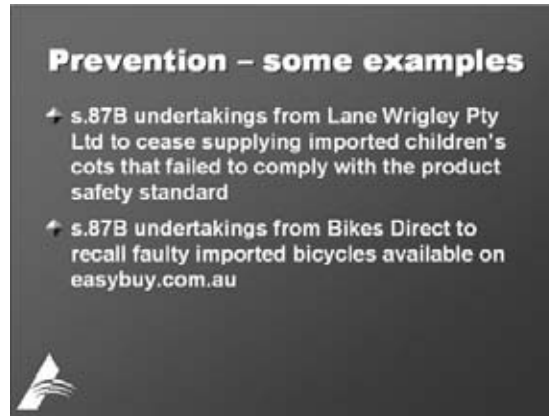 Prevention – some examples
s.87B undertakings from Lane Wrigley Pty
Ltd to cease supplying imported children's
cots that failed to comply with the product
safety standard
s.87B undertakings from Bikes Direct to
recall faulty imported bicycles available on
easybuy.com.au